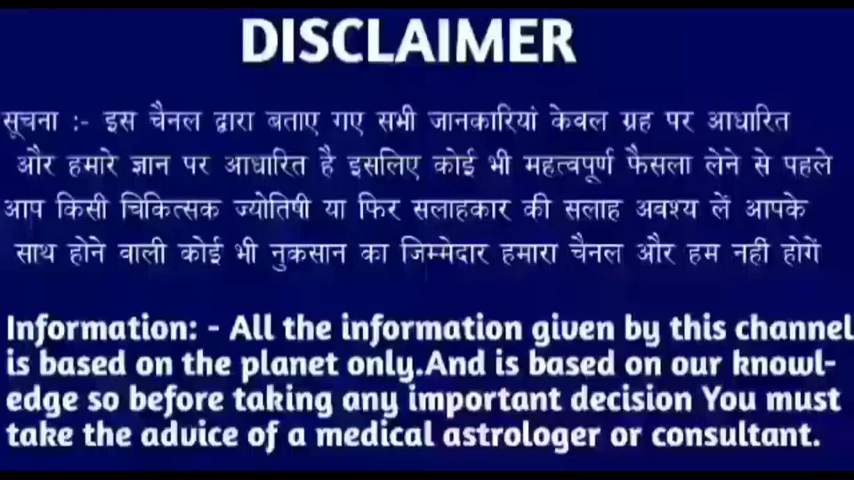 DISCLAIMER
सूचना :- इस चैनल द्वारा बताए गए सभी जानकारियां केवल ग्रह पर आधारित
और हमारे ज्ञान पर आधारित है इसलिए कोई भी महत्वपूर्ण फैसला लेने से पहले
आप किसी चिकित्सक ज्योतिषी या फिर सलाहकार की सलाह अवश्य लें आपके
साथ होने वाली कोई भी नुकसान का जिम्मेदार हमारा चैनल और हम नहीं होगें
Information: - All the information given by this channel
is based on the planet only.And is based on our knowl-
edge so before taking any important decision You must
take the advice of a medical astrologer or consultant.